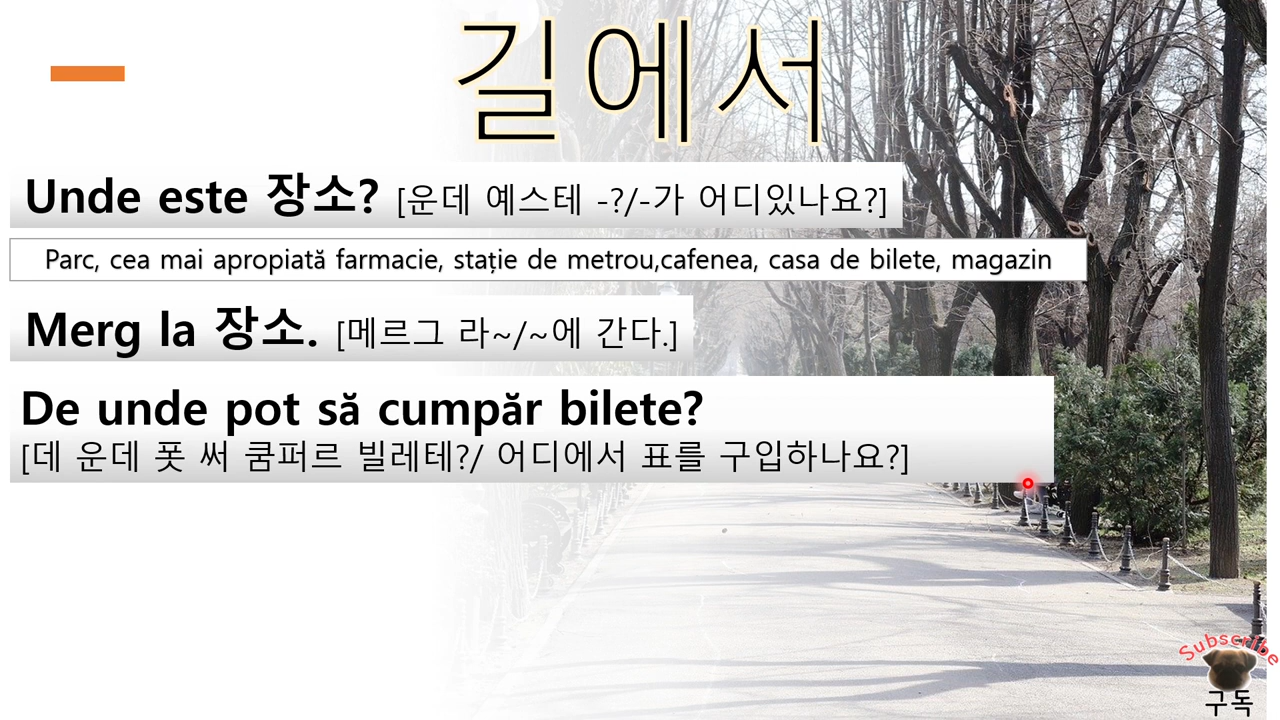 길에서
Unde este 장소? [운데 예스테 -?/-가 어디있나요?]
Parc, cea mai apropiată farmacie, stație de metrou,cafenea, casa de bilete, magazin
Merg la 장소. [메르그 라~/~에 간다.]
De unde pot să cumpăr bilete?
[데 운데 폿 써 쿰퍼르 빌레테?/ 어디에서 표를 구입하나요?]
Subscribe
구독